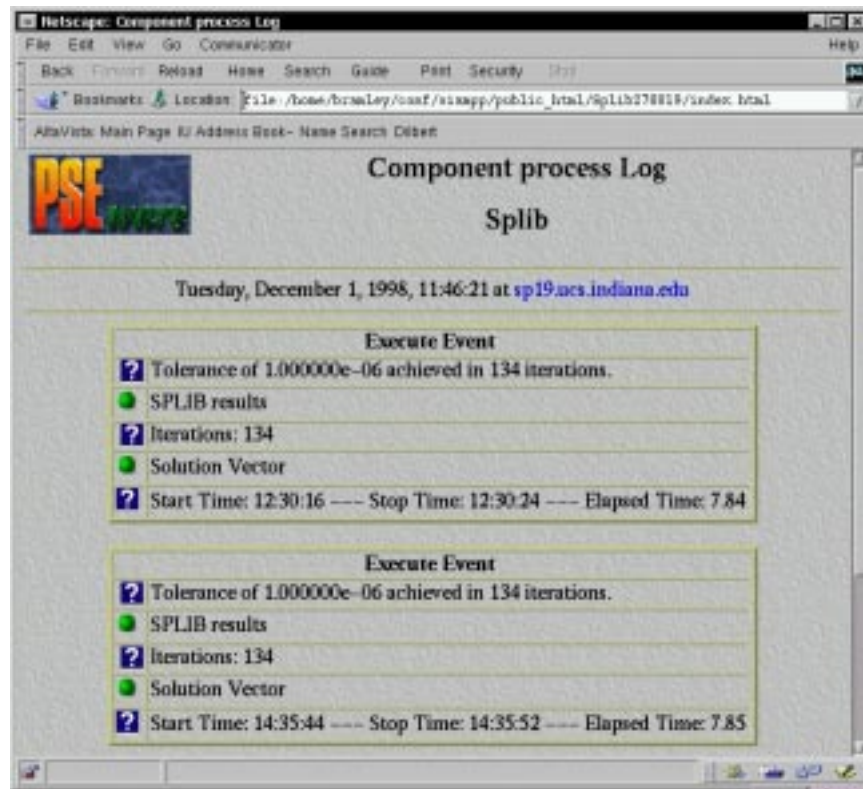 Netscape: Component process Log
File Edit View Go Communicator Help
Back Forward Reload Home Search Guide Print Security Stop
Bookmarks Location: file:/home/bramley/conf/sixapp/public_html/Splib270819/index.html
AltaVista: Main Page IU Address Book- Name Search Dilbert
PSEware
Component process Log
Splib
Tuesday, December 1, 1998, 11:46:21 at sp19.ucs.indiana.edu
Execute Event
? Tolerance of 1.000000e-06 achieved in 134 iterations.
SPLIB results
? Iterations: 134
Solution Vector
? Start Time: 12:30:16 --- Stop Time: 12:30:24 --- Elapsed Time: 7.84
Execute Event
? Tolerance of 1.000000e-06 achieved in 134 iterations.
SPLIB results
? Iterations: 134
Solution Vector
? Start Time: 14:35:44 --- Stop Time: 14:35:52 --- Elapsed Time: 7.85